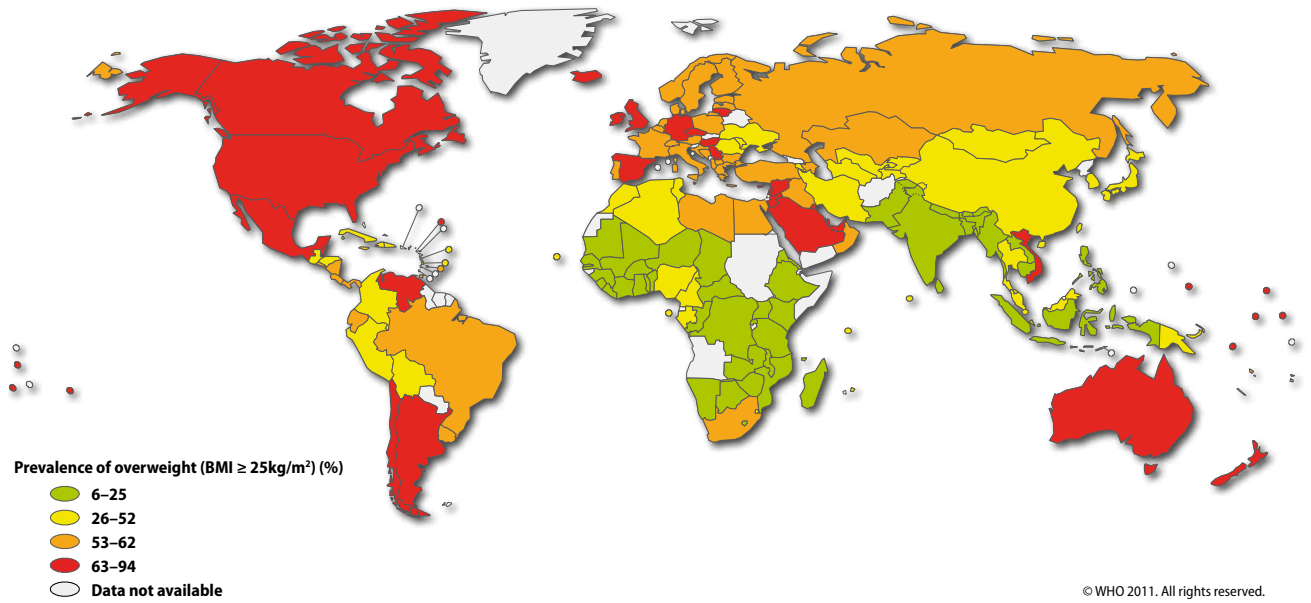 Prevalence of overweight (BMI ≥ 25kg/m²) (%)
6–25
26–52
53–62
63–94
Data not available
© WHO 2011. All rights reserved.